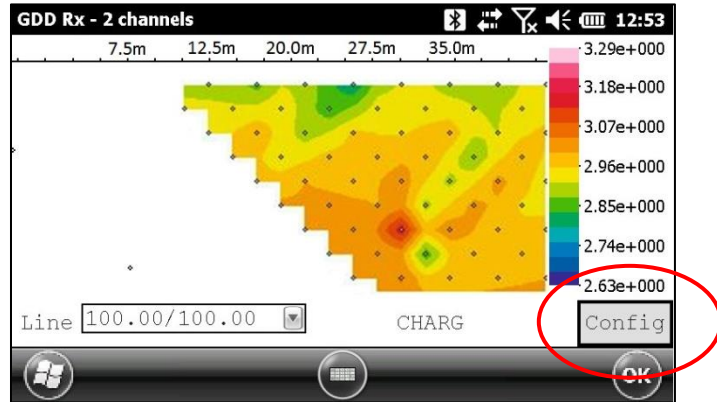 GDD Rx - 2 channels 12:53
7.5m 12.5m 20.0m 27.5m 35.0m
3.29e+000
3.18e+000
3.07e+000
2.96e+000
2.85e+000
2.74e+000
2.63e+000
Line 100.00/100.00 CHARG Config
OK